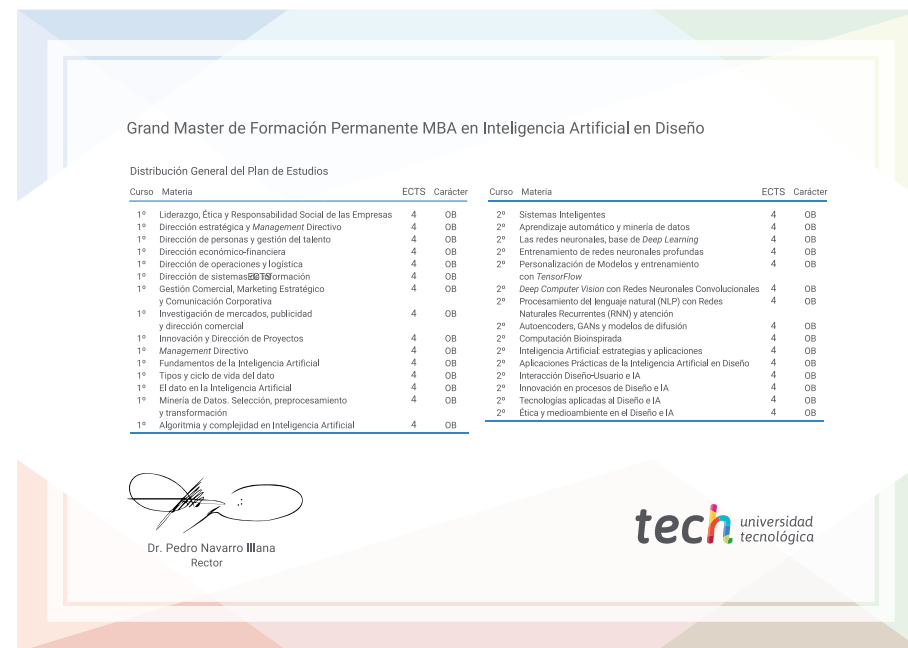 Grand Master de Formación Permanente MBA en Inteligencia Artificial en Diseño
Distribución General del Plan de Estudios
Curso Materia ECTS Carácter
1º Liderazgo, Ética y Responsabilidad Social de las Empresas 4 OB
1º Dirección estratégica y Management Directivo 4 OB
1º Dirección de personas y gestión del talento 4 OB
1º Dirección económico-financiera 4 OB
1º Dirección de operaciones y logística 4 OB
1º Dirección de sistemas de información 4 OB
ECTS
1º Gestión Comercial, Marketing Estratégico 4 OB
y Comunicación Corporativa
1º Investigación de mercados, publicidad 4 OB
y dirección comercial
1º Innovación y Dirección de Proyectos 4 OB
1º Management Directivo 4 OB
1º Fundamentos de la Inteligencia Artificial 4 OB
1º Tipos y ciclo de vida del dato 4 OB
1º El dato en la Inteligencia Artificial 4 OB
1º Minería de Datos. Selección, preprocesamiento 4 OB
y transformación
1º Algoritmia y complejidad en Inteligencia Artificial 4 OB
Curso Materia ECTS Carácter
2º Sistemas Inteligentes 4 OB
2º Aprendizaje automático y minería de datos 4 OB
2º Las redes neuronales, base de Deep Learning 4 OB
2º Entrenamiento de redes neuronales profundas 4 OB
2º Personalización de Modelos y entrenamiento 4 OB
con TensorFlow
2º Deep Computer Vision con Redes Neuronales Convolucionales 4 OB
2º Procesamiento del lenguaje natural (NLP) con Redes 4 OB
Naturales Recurrentes (RNN) y atención
2º Autoencoders, GANs y modelos de difusión 4 OB
2º Computación Bioinspirada 4 OB
2º Inteligencia Artificial: estrategias y aplicaciones 4 OB
2º Aplicaciones Prácticas de la Inteligencia Artificial en Diseño 4 OB
2º Interacción Diseño-Usuario e IA 4 OB
2º Innovación en procesos de Diseño e IA 4 OB
2º Tecnologías aplicadas al Diseño e IA 4 OB
2º Ética y medioambiente en el Diseño e IA 4 OB
Dr. Pedro Navarro Illana
Rector
tech universidad
tecnológica